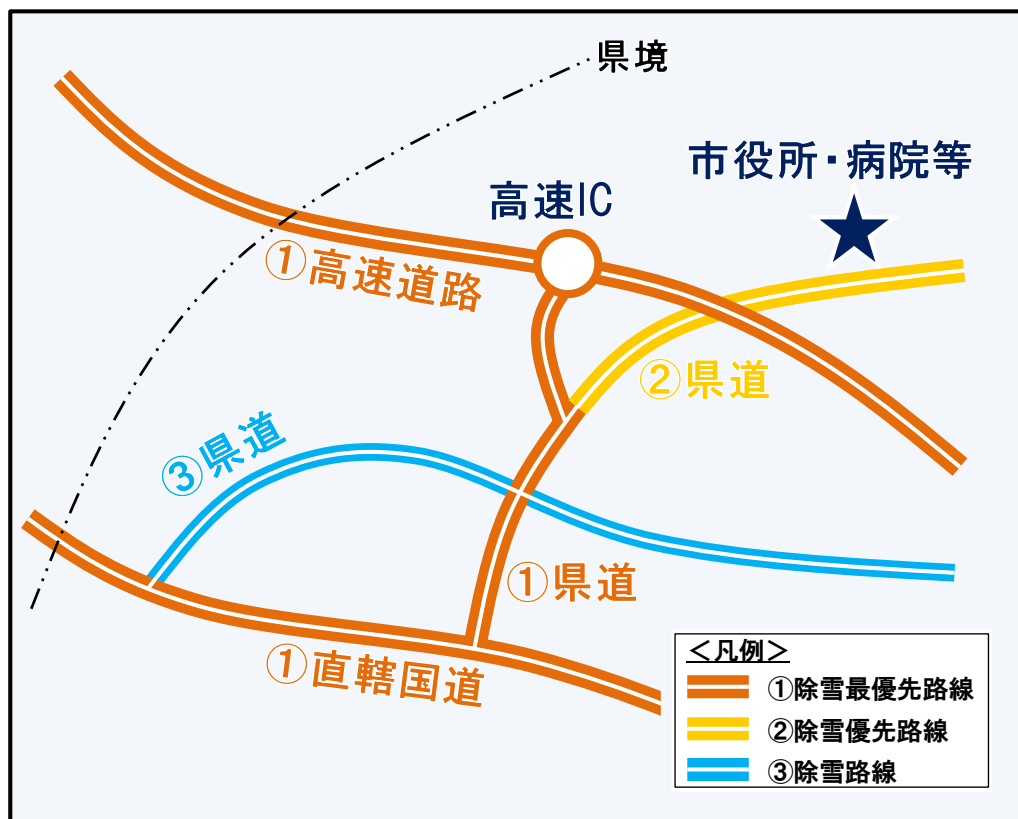 県境
市役所・病院等
高速IC
①高速道路
②県道
③県道
①県道
①直轄国道
＜凡例＞
①除雪最優先路線
②除雪優先路線
③除雪路線